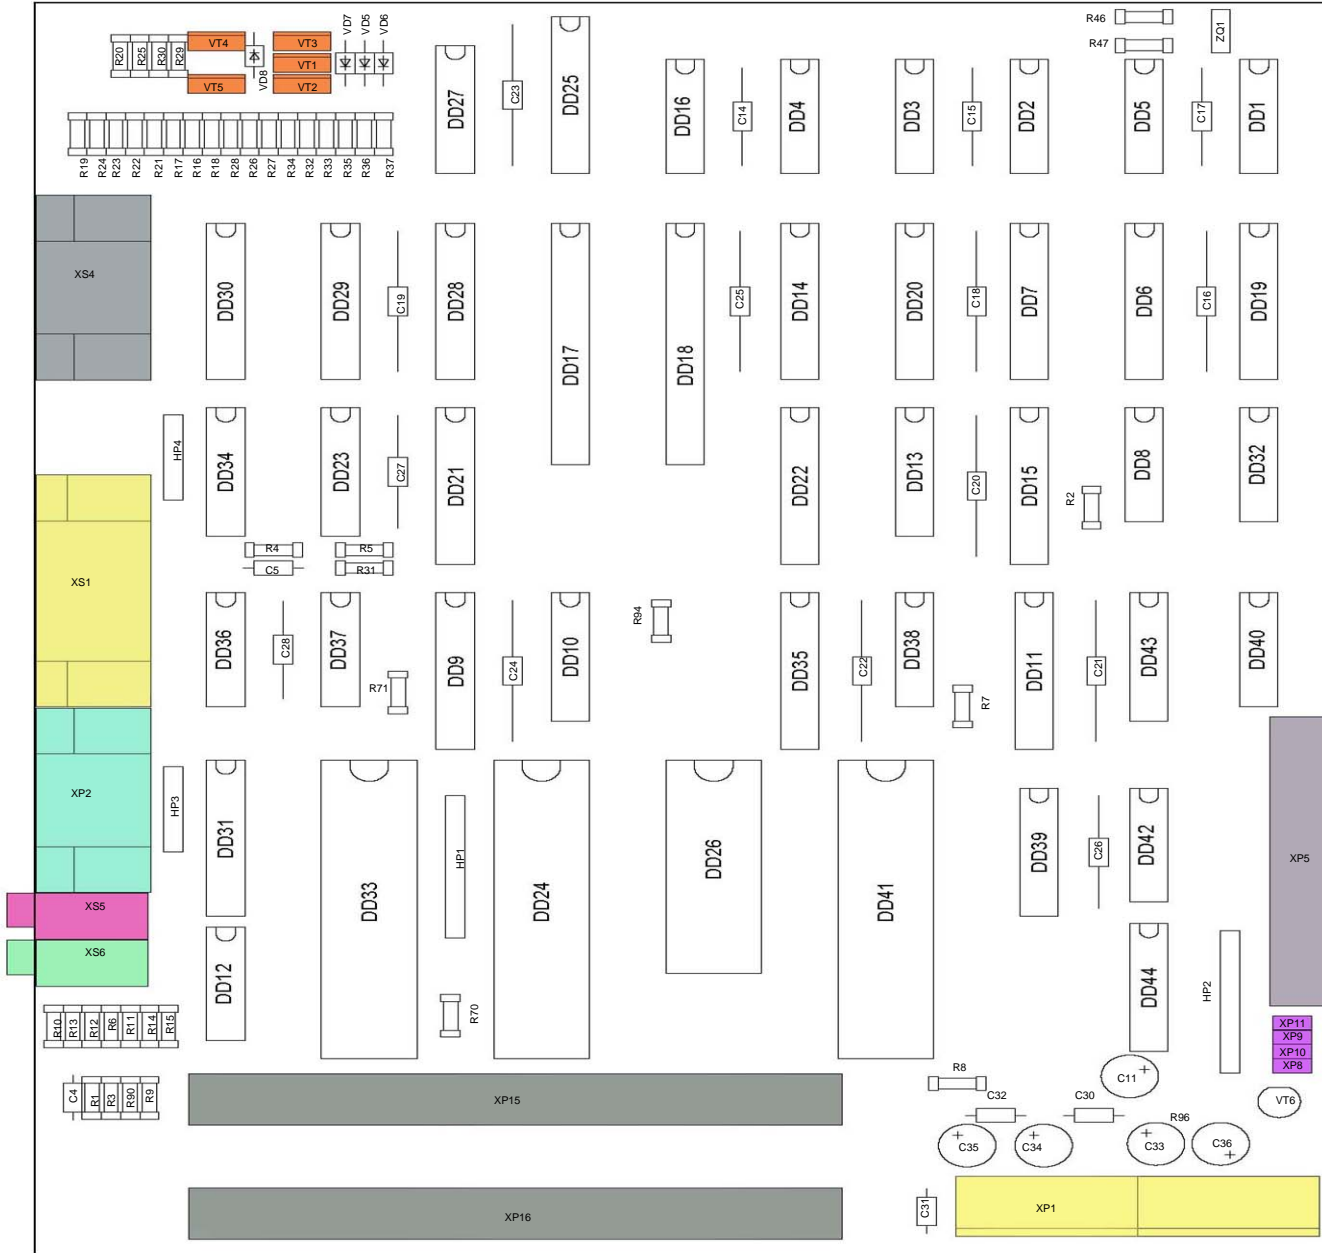 R20 R25 R30 R29 VT4 VD8 VT3 VD7 VD5 VD6 R46 ZQ1
VT1 R47
VT5 VT2
DD27 C23 DD25 DD16 C14 DD4 DD3 C15 DD2 DD5 C17 DD1
R19 R24 R23 R22 R21 R17 R16 R18 R28 R26 R27 R34 R32 R33 R35 R36 R37
XS4
DD30 DD29 C19 DD28 DD17 DD18 C25 DD14 DD20 C18 DD7 DD6 C16 DD19
HP4 DD34 DD23 C27 DD21 DD22 DD13 C20 DD15 R2 DD8 DD32
R4 R5
C5 R31
XS1
DD36 C28 DD37 R71 DD9 C24 DD10 R94 DD35 C22 DD38 R7 DD11 C21 DD43 DD40
XP2 HP3 DD31 DD33 HP1 DD24 DD26 DD41 DD39 C26 DD42 XP5
XS5
XS6
DD12 R70 DD44 HP2
R10 R13 R12 R6 R11 R14 R15
XP11
XP9
XP10
XP8
C4 R1 R3 R90 R9 XP15 R8 C11 + VT6
C32 C30 R96
C35 + C34 + C33 + C36 +
XP16 C31 XP1